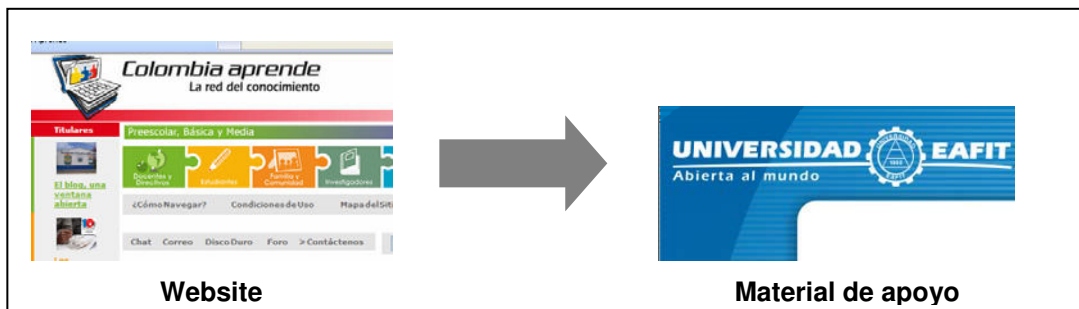 Colombia aprende
La red del conocimiento
Titulares
Preescolar, Básica y Media
Docentes y
Directivos
Estudiantes
Familia y
Comunidad
Investigadores
El blog, una
ventana
abierta
¿Cómo Navegar? Condiciones de Uso Mapa del Siti
Chat Correo Disco Duro Foro > Contáctenos
UNIVERSIDAD EAFIT
Abierta al mundo
Website
Material de apoyo